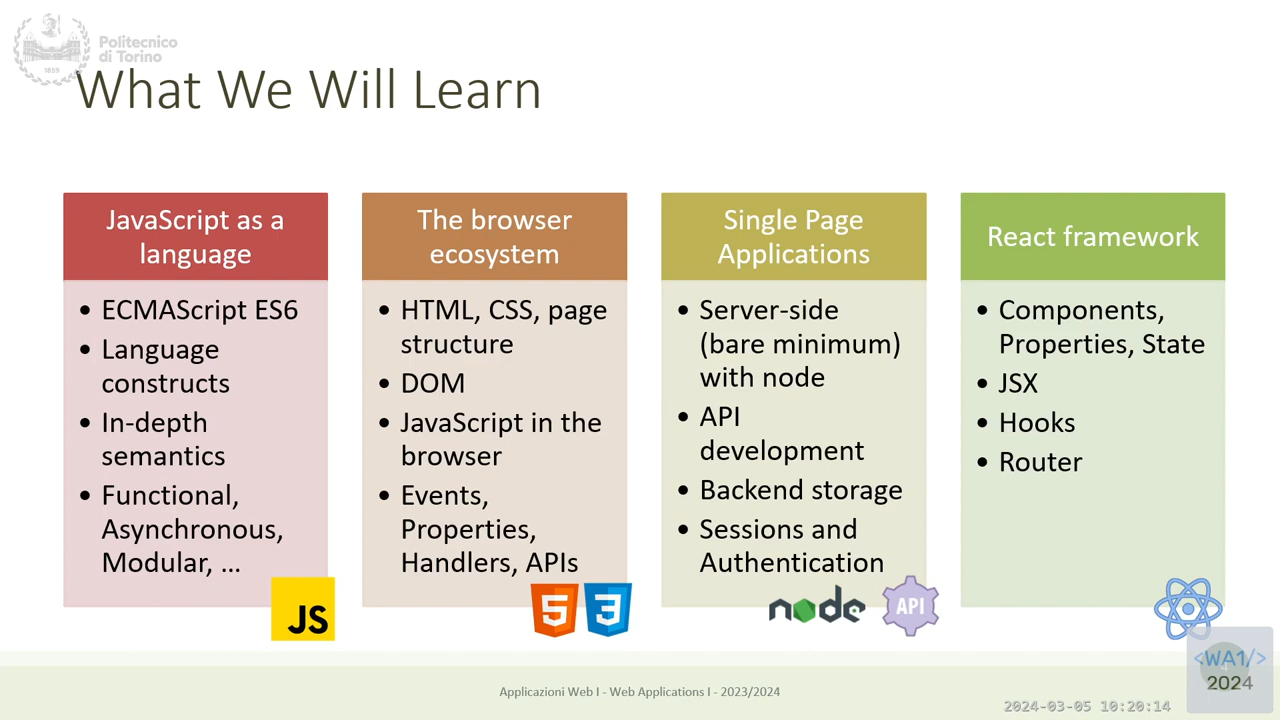 Politecnico
di Torino
1859
What We Will Learn
JavaScript as a
language
• ECMAScript ES6
• Language
constructs
• In-depth
semantics
• Functional,
Asynchronous,
Modular, ...
JS
The browser
ecosystem
• HTML, CSS, page
structure
• DOM
• JavaScript in the
browser
• Events,
Properties,
Handlers, APIs
5 3
Single Page
Applications
• Server-side
(bare minimum)
with node
• API
development
• Backend storage
• Sessions and
Authentication
node API
React framework
• Components,
Properties, State
• JSX
• Hooks
• Router
<WA1/>
4
2024
Applicazioni Web I - Web Applications I - 2023/2024
2024-03-05 10:20:14